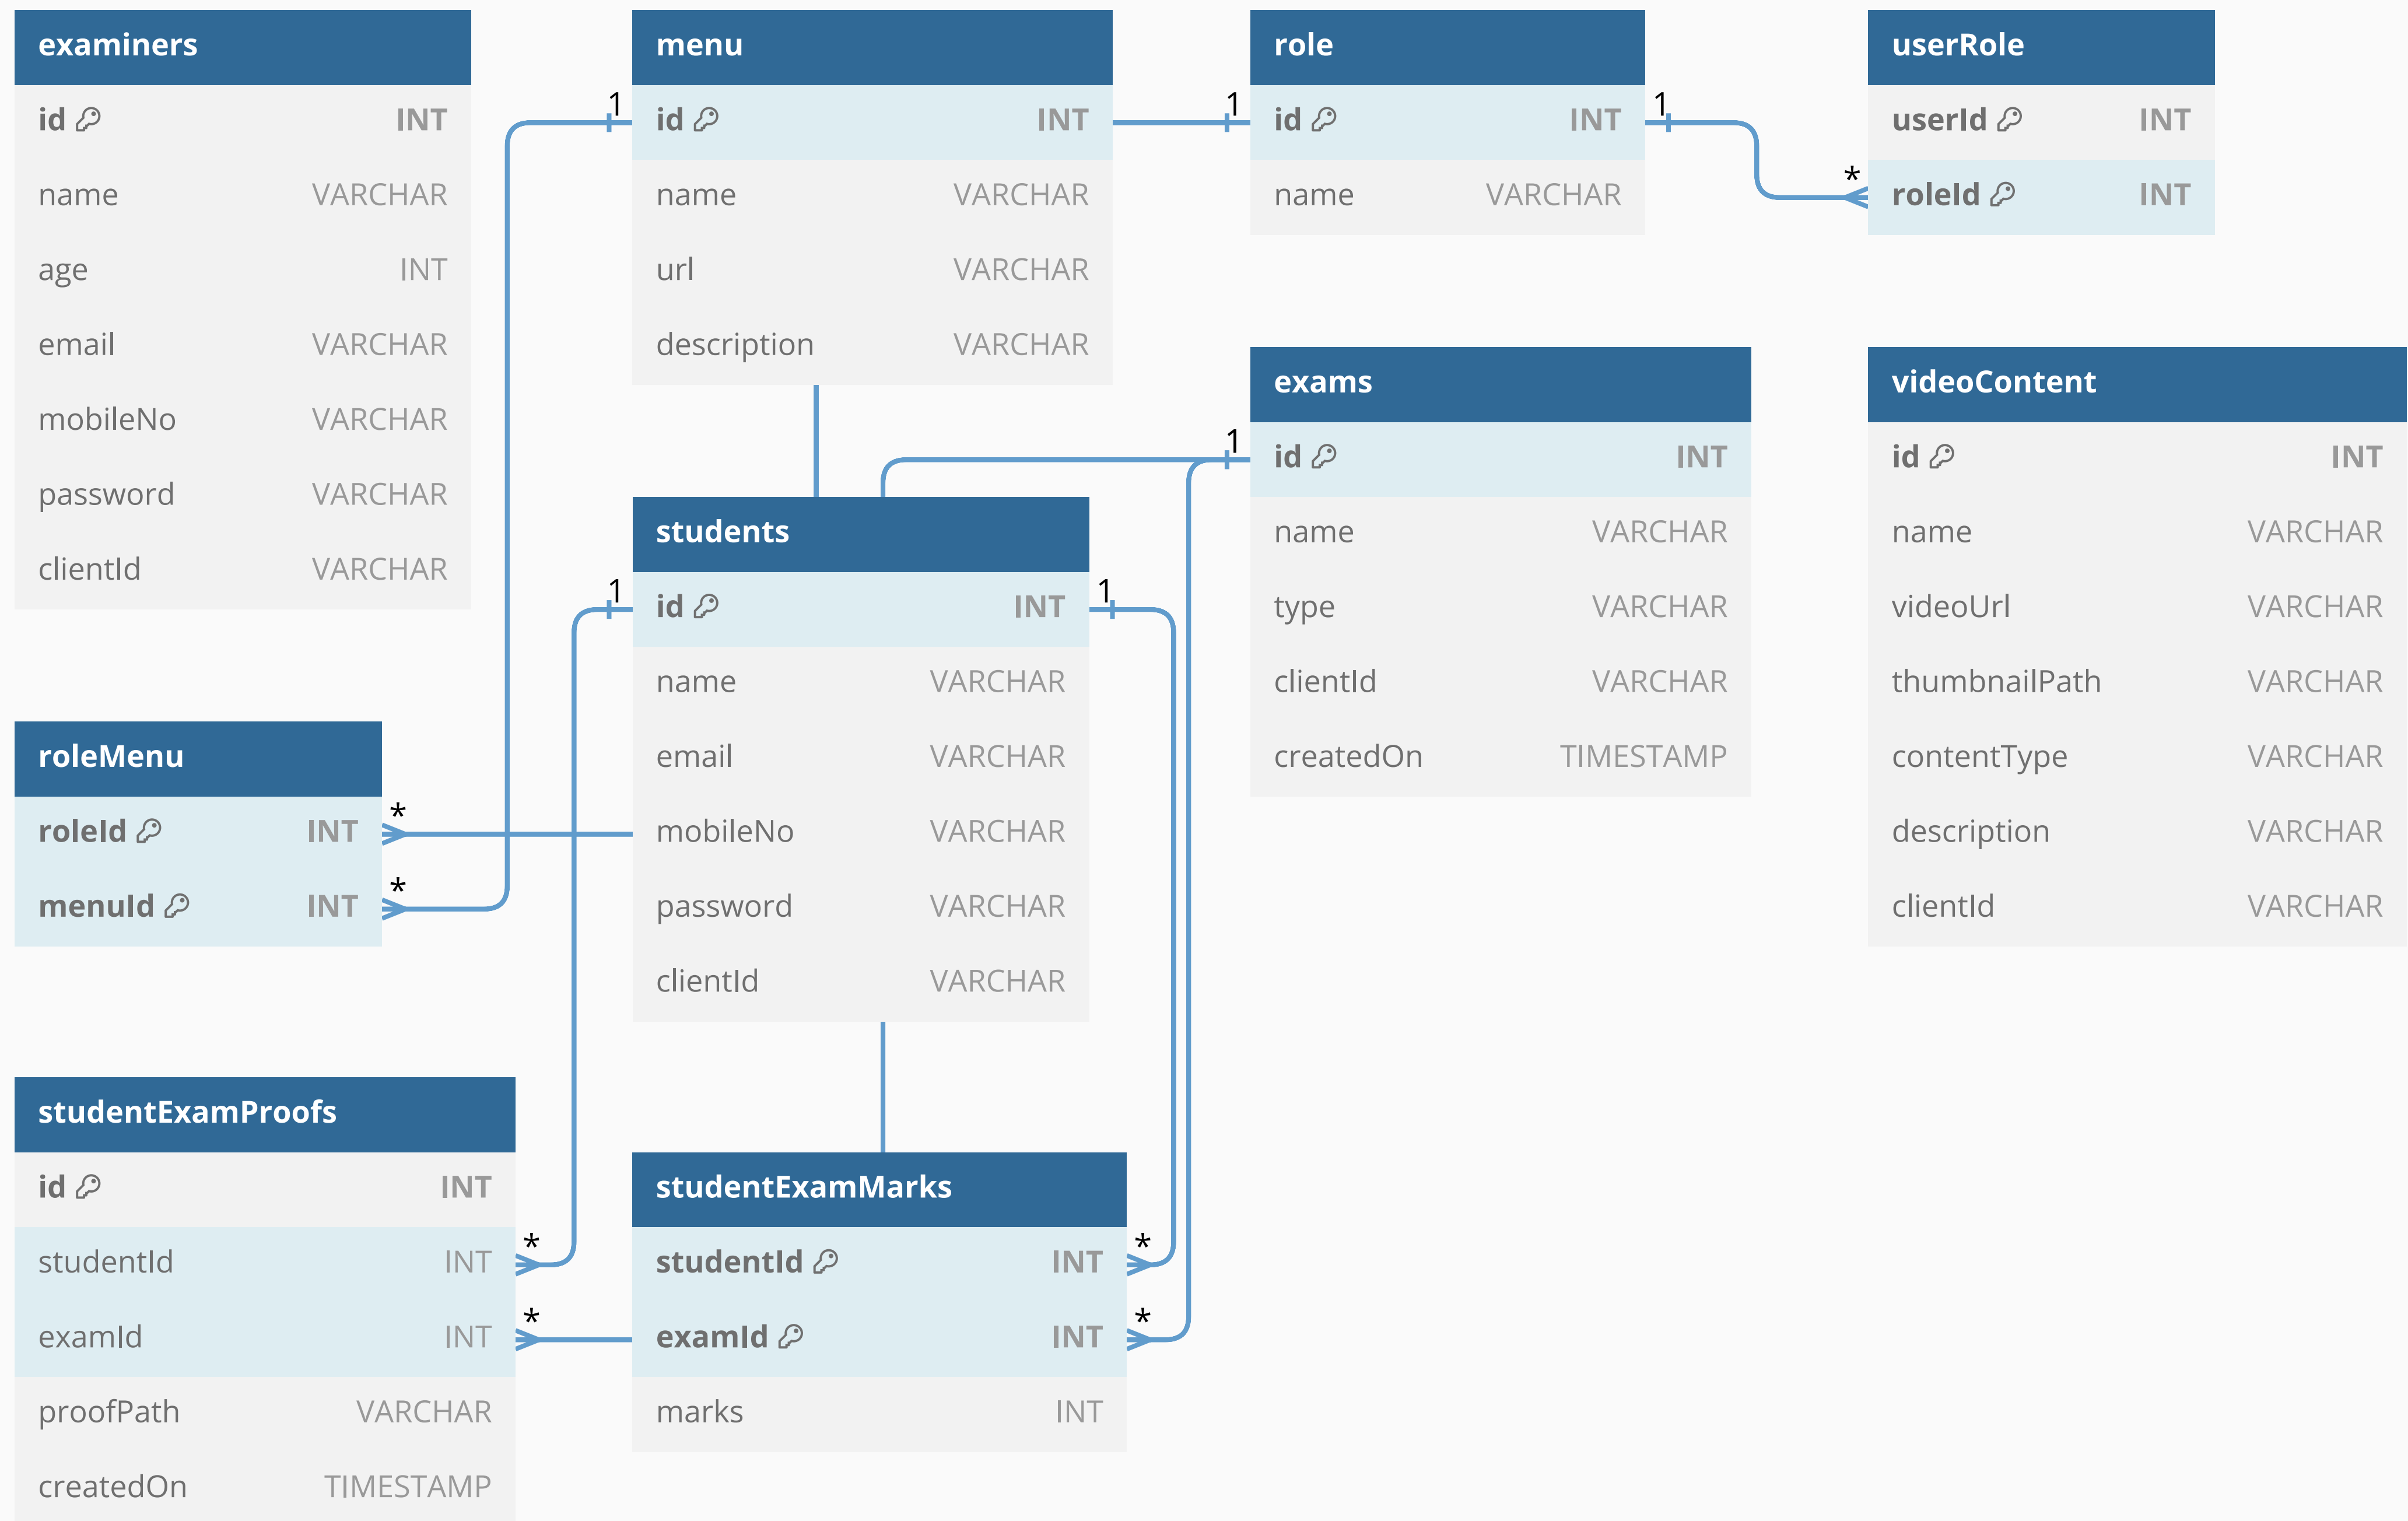 examiners
id INT
name VARCHAR
age INT
email VARCHAR
mobileNo VARCHAR
password VARCHAR
clientId VARCHAR
menu
1 id INT
name VARCHAR
url VARCHAR
description VARCHAR
role
1 id INT 1
name VARCHAR
userRole
userId INT
* roleId INT
exams
1 id INT
name VARCHAR
type VARCHAR
clientId VARCHAR
createdOn TIMESTAMP
videoContent
id INT
name VARCHAR
videoUrl VARCHAR
thumbnailPath VARCHAR
contentType VARCHAR
description VARCHAR
clientId VARCHAR
students
1 id INT 1
name VARCHAR
email VARCHAR
mobileNo VARCHAR
password VARCHAR
clientId VARCHAR
roleMenu
roleId INT *
menuId INT *
studentExamProofs
id INT
studentId INT *
examId INT *
proofPath VARCHAR
createdOn TIMESTAMP
studentExamMarks
studentId INT *
examId INT *
marks INT